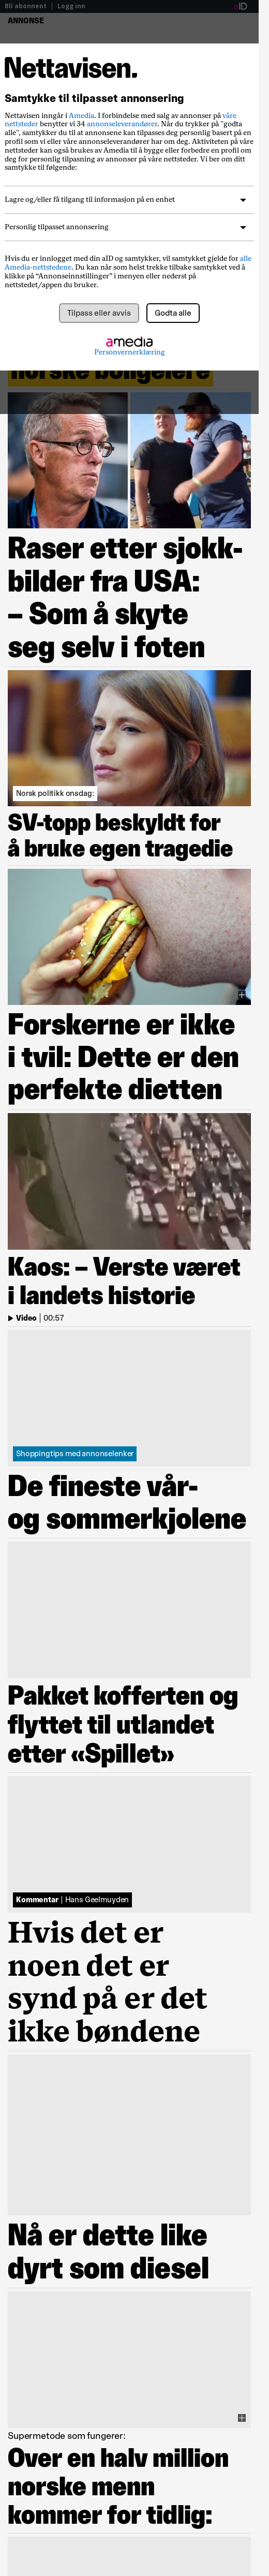 Bli abonnent | Logg inn
aID
ANNONSE
Nettavisen.
Samtykke til tilpasset annonsering
Nettavisen inngår i Amedia. I forbindelse med salg av annonser på våre
nettsteder benytter vi 34 annonseleverandører. Når du trykker på "godta
alle", samtykker du til at annonsene kan tilpasses deg personlig basert på en
profil som vi eller våre annonseleverandører har om deg. Aktiviteten på våre
nettsteder kan også brukes av Amedia til å bygge eller forbedre en profil om
deg for personlig tilpasning av annonser på våre nettsteder. Vi ber om ditt
samtykke til følgende:
Lagre og/eller få tilgang til informasjon på en enhet
Personlig tilpasset annonsering
Hvis du er innlogget med din aID og samtykker, vil samtykket gjelde for alle
Amedia-nettstedene. Du kan når som helst trekke tilbake samtykket ved å
klikke på "Annonseinnstillinger" i menyen eller nederst på
nettstedet/appen du bruker.
Tilpass eller avvis
Godta alle
amedia
Personvernerklæring
norske boligeiere
Raser etter sjokk-
bilder fra USA:
– Som å skyte
seg selv i foten
Norsk politikk onsdag:
SV-topp beskyldt for
å bruke egen tragedie
Forskerne er ikke
i tvil: Dette er den
perfekte dietten
Kaos: – Verste været
i landets historie
Video | 00:57
Shoppingtips med annonselenker
De fineste vår-
og sommerkjolene
Pakket kofferten og
flyttet til utlandet
etter «Spillet»
Kommentar | Hans Geelmuyden
Hvis det er
noen det er
synd på er det
ikke bøndene
Nå er dette like
dyrt som diesel
Supermetode som fungerer:
Over en halv million
norske menn
kommer for tidlig: